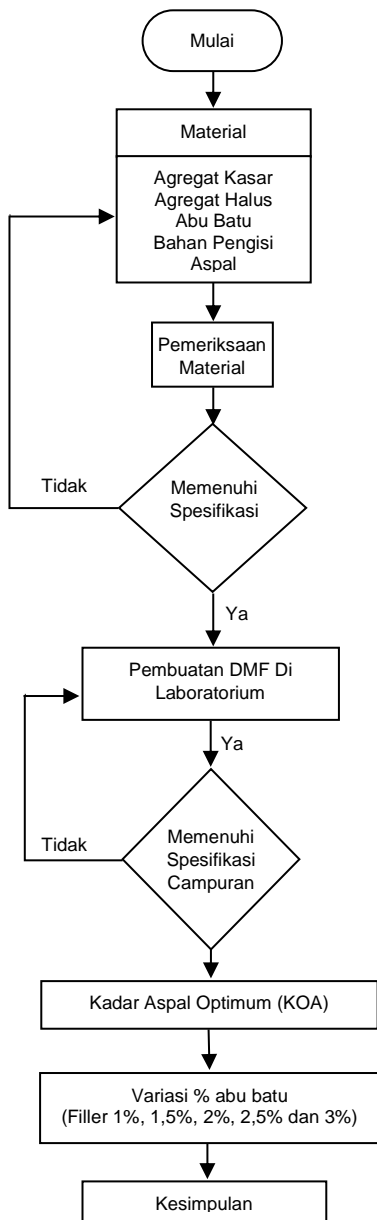 Mulai
Material
Agregat Kasar
Agregat Halus
Abu Batu
Bahan Pengisi
Aspal
Pemeriksaan
Material
Tidak
Memenuhi
Spesifikasi
Ya
Pembuatan DMF Di
Laboratorium
Ya
Tidak
Memenuhi
Spesifikasi
Campuran
Kadar Aspal Optimum (KOA)
Variasi % abu batu
(Filler 1%, 1,5%, 2%, 2,5% dan 3%)
Kesimpulan